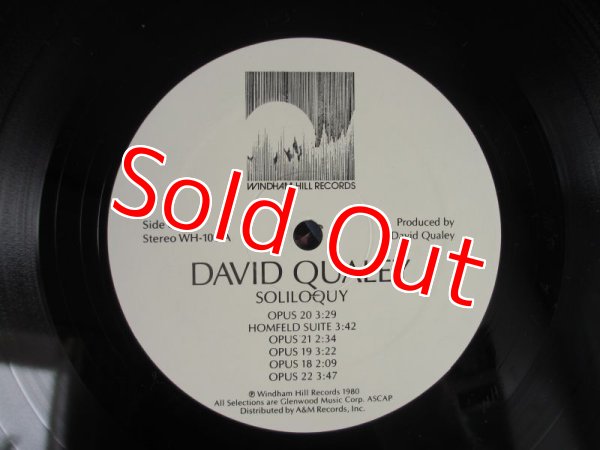 WINDHAM HILL RECORDS
Side
Stereo WH-10
A
Produced by
David Qualey
DAVID QUALEY
SOLILOQUY
OPUS 20 3:29
HOMFELD SUITE 3:42
OPUS 21 2:34
OPUS 19 3:22
OPUS 18 2:09
OPUS 22 3:47
℗ Windham Hill Records 1980
All Selections are Glenwood Music Corp. ASCAP
Distributed by A&M Records, Inc.
Sold Out